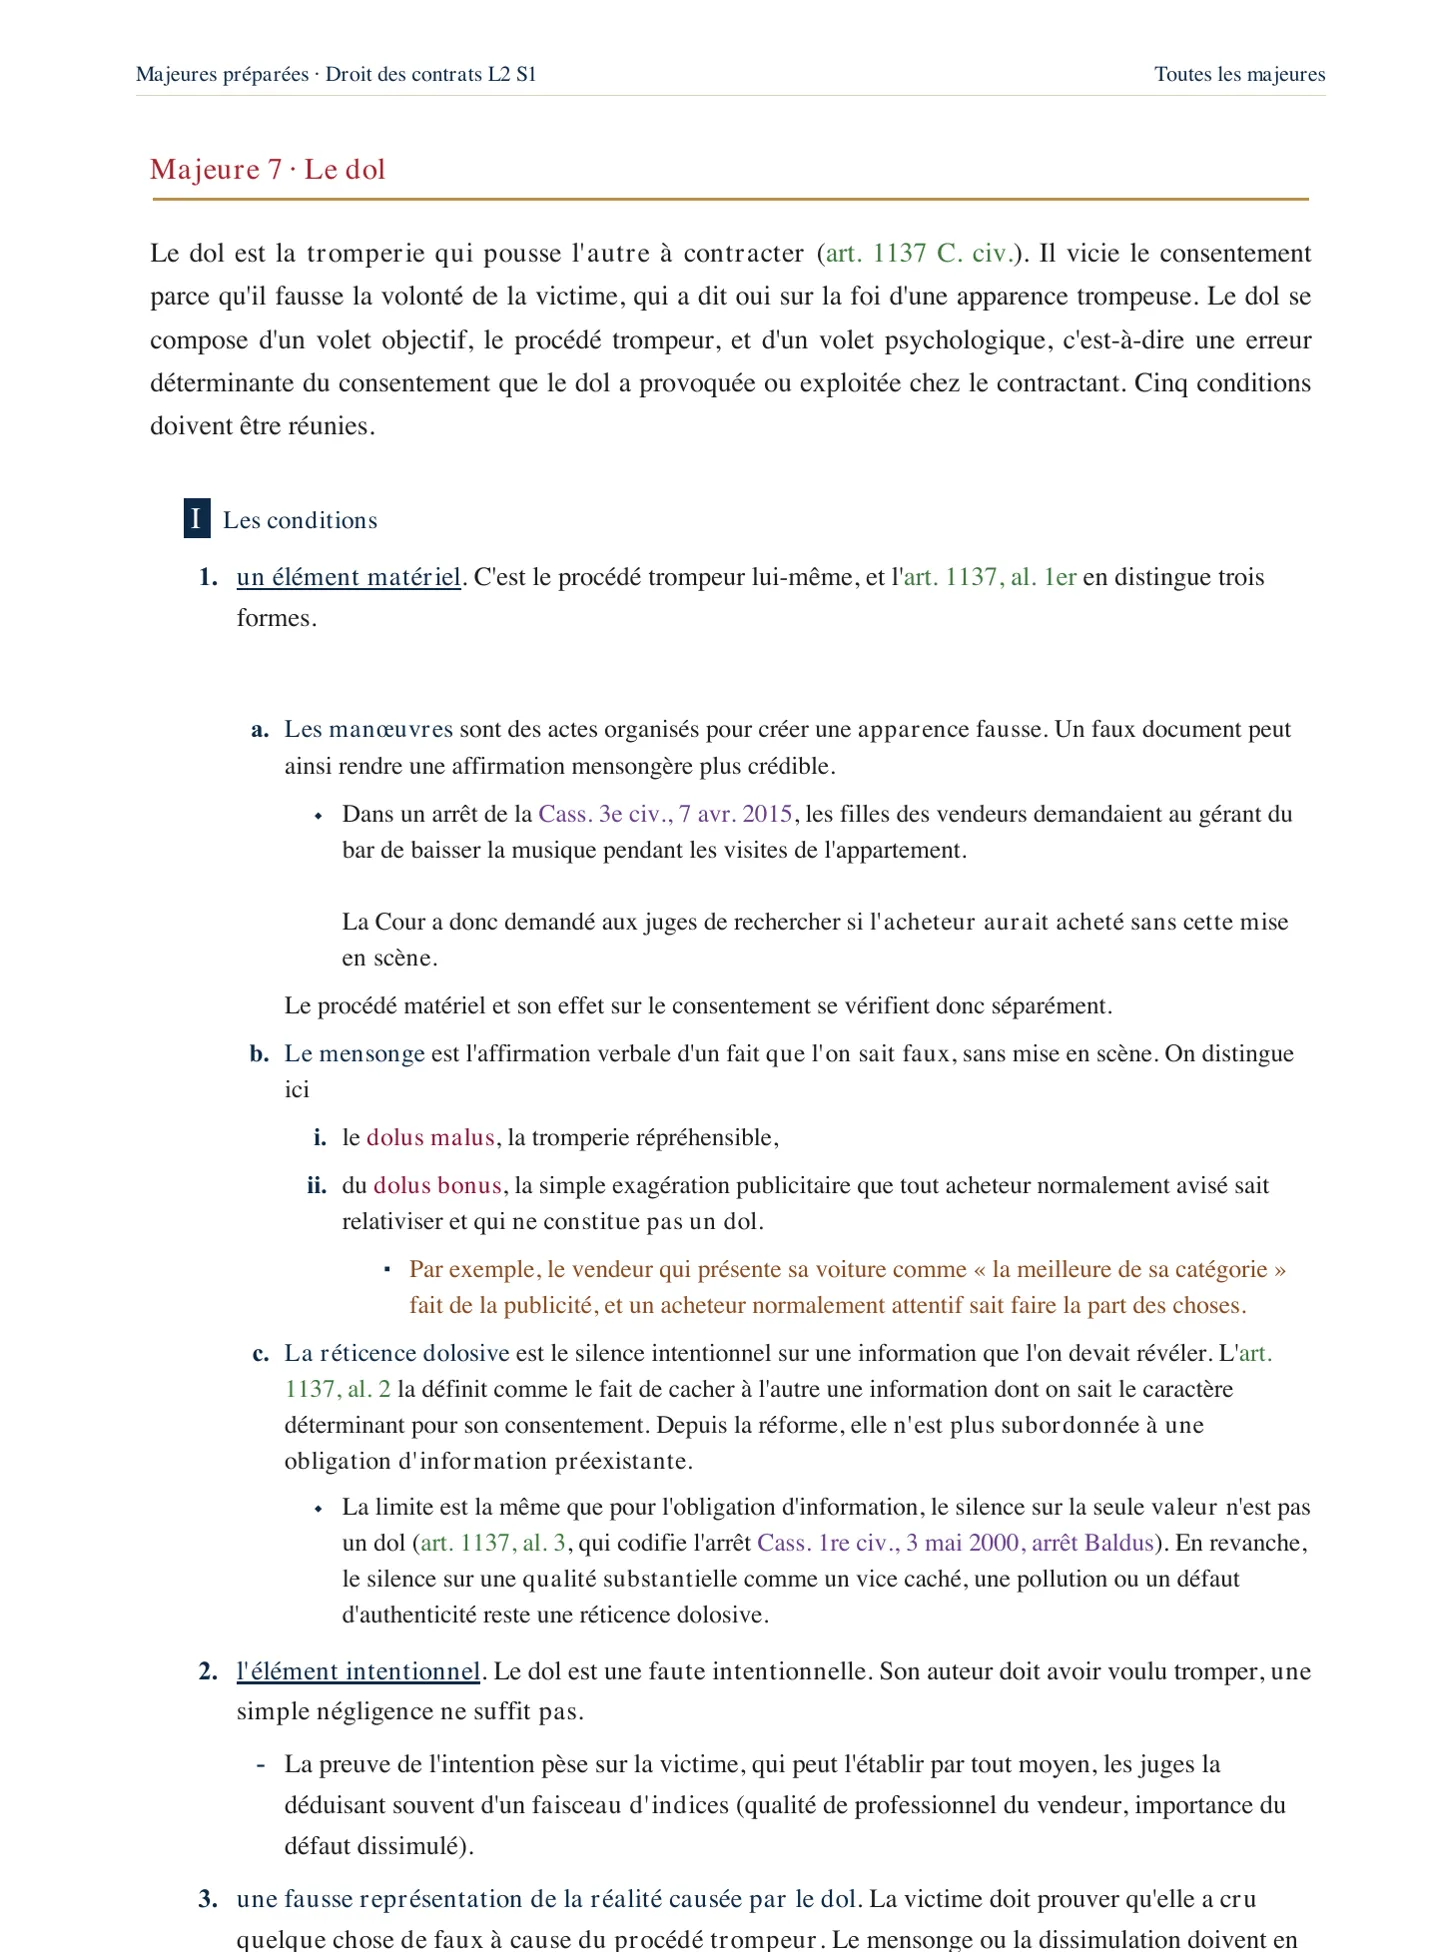 Majeures préparées · Droit des contrats L2 S1
Toutes les majeures
Majeure 7 · Le dol
Le dol est la tromperie qui pousse l'autre à contracter (art. 1137 C. civ.). Il vicie le consentement
parce qu'il fausse la volonté de la victime, qui a dit oui sur la foi d'une apparence trompeuse. Le dol se
compose d'un volet objectif, le procédé trompeur, et d'un volet psychologique, c'est-à-dire une erreur
déterminante du consentement que le dol a provoquée ou exploitée chez le contractant. Cinq conditions
doivent être réunies.
I Les conditions
1. un élément matériel. C'est le procédé trompeur lui-même, et l'art. 1137, al. 1er en distingue trois
formes.
a. Les manœuvres sont des actes organisés pour créer une apparence fausse. Un faux document peut
ainsi rendre une affirmation mensongère plus crédible.
⬩ Dans un arrêt de la Cass. 3e civ., 7 avr. 2015, les filles des vendeurs demandaient au gérant du
bar de baisser la musique pendant les visites de l'appartement.
La Cour a donc demandé aux juges de rechercher si l'acheteur aurait acheté sans cette mise
en scène.
Le procédé matériel et son effet sur le consentement se vérifient donc séparément.
b. Le mensonge est l'affirmation verbale d'un fait que l'on sait faux, sans mise en scène. On distingue
ici
i. le dolus malus, la tromperie répréhensible,
ii. du dolus bonus, la simple exagération publicitaire que tout acheteur normalement avisé sait
relativiser et qui ne constitue pas un dol.
▪ Par exemple, le vendeur qui présente sa voiture comme « la meilleure de sa catégorie »
fait de la publicité, et un acheteur normalement attentif sait faire la part des choses.
c. La réticence dolosive est le silence intentionnel sur une information que l'on devait révéler. L'art.
1137, al. 2 la définit comme le fait de cacher à l'autre une information dont on sait le caractère
déterminant pour son consentement. Depuis la réforme, elle n'est plus subordonnée à une
obligation d'information préexistante.
⬩ La limite est la même que pour l'obligation d'information, le silence sur la seule valeur n'est pas
un dol (art. 1137, al. 3, qui codifie l'arrêt Cass. 1re civ., 3 mai 2000, arrêt Baldus). En revanche,
le silence sur une qualité substantielle comme un vice caché, une pollution ou un défaut
d'authenticité reste une réticence dolosive.
2. l'élément intentionnel. Le dol est une faute intentionnelle. Son auteur doit avoir voulu tromper, une
simple négligence ne suffit pas.
- La preuve de l'intention pèse sur la victime, qui peut l'établir par tout moyen, les juges la
déduisant souvent d'un faisceau d'indices (qualité de professionnel du vendeur, importance du
défaut dissimulé).
3. une fausse représentation de la réalité causée par le dol. La victime doit prouver qu'elle a cru
quelque chose de faux à cause du procédé trompeur. Le mensonge ou la dissimulation doivent en